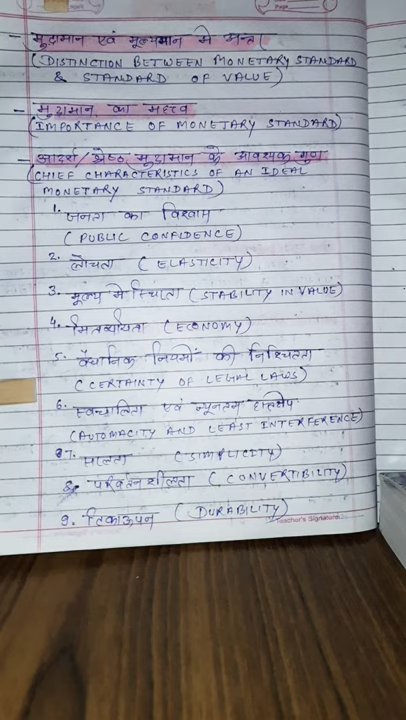 - मुद्रामान एवं मूल्यमान में अन्तर
(DISTINCTION BETWEEN MONETARY STANDARD
& STANDARD OF VALUE)
- मुद्रामान का महत्व
(IMPORTANCE OF MONETARY STANDARD)
- आदर्श/श्रेष्ठ मुद्रामान के आवश्यक गुण
(CHIEF CHARACTERISTICS OF AN IDEAL
MONETARY STANDARD)
1. जनता का विश्वास
(PUBLIC CONFIDENCE)
2. लोचता (ELASTICITY)
3. मूल्य में स्थिरता (STABILITY IN VALUE)
4. मितव्ययिता (ECONOMY)
5. वैधानिक नियमों की निश्चितता
(CERTAINTY OF LEGAL LAWS)
6. स्वचालिता एवं न्यूनतम हस्तक्षेप
(AUTOMACITY AND LEAST INTERFERENCE)
7. सरलता (SIMPLICITY)
8. परिवर्तनशीलता (CONVERTIBILITY)
9. टिकाऊपन (DURABILITY)
Teacher's Signature